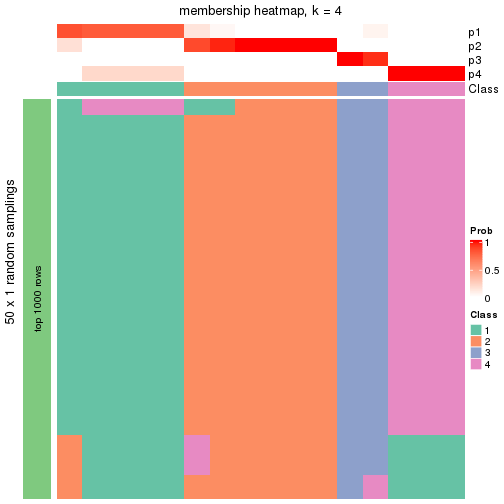 membership heatmap, k = 4
p1
p2
p3
p4
Class
50 x 1 random samplings
top 1000 rows
Prob
1
0.5
0
Class
1
2
3
4